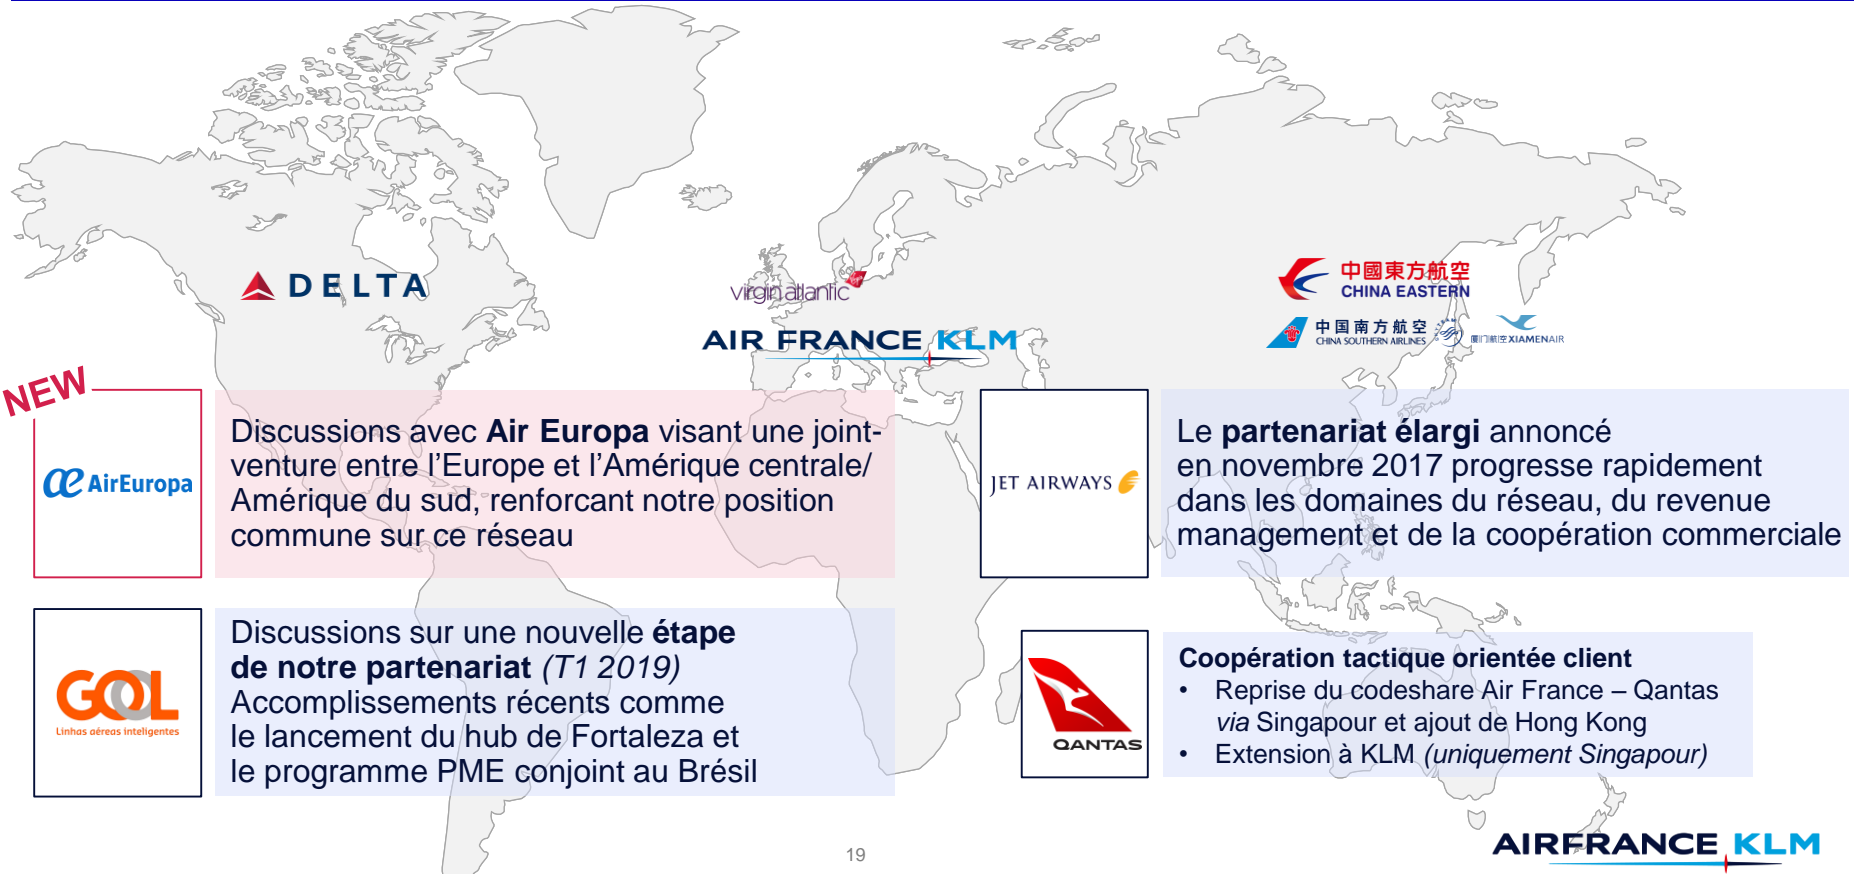 DELTA
virgin atlantic
AIR FRANCE KLM
中國東方航空
CHINA EASTERN
中国南方航空
CHINA SOUTHERN AIRLINES
厦门航空 XIAMENAIR
NEW
AirEuropa
Discussions avec Air Europa visant une joint-
venture entre l’Europe et l’Amérique centrale/
Amérique du sud, renforcant notre position
commune sur ce réseau
JET AIRWAYS
Le partenariat élargi annoncé
en novembre 2017 progresse rapidement
dans les domaines du réseau, du revenue
management et de la coopération commerciale
GOL
Linhas aéreas inteligentes
Discussions sur une nouvelle étape
de notre partenariat (T1 2019)
Accomplissements récents comme
le lancement du hub de Fortaleza et
le programme PME conjoint au Brésil
QANTAS
Coopération tactique orientée client
• Reprise du codeshare Air France – Qantas
via Singapour et ajout de Hong Kong
• Extension à KLM (uniquement Singapour)
19
AIRFRANCE KLM